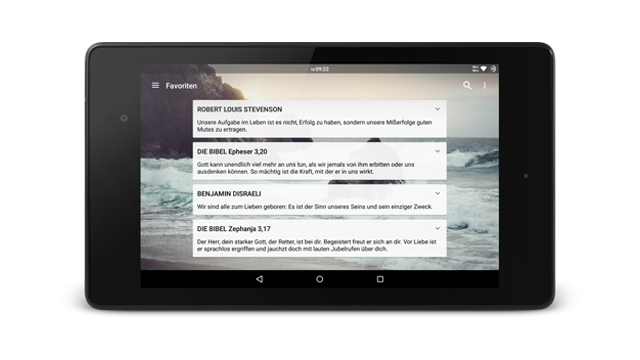 09:22
Favoriten
ROBERT LOUIS STEVENSON
Unsere Aufgabe im Leben ist es nicht, Erfolg zu haben, sondern unsere Mißerfolge guten
Mutes zu ertragen.
DIE BIBEL Epheser 3,20
Gott kann unendlich viel mehr an uns tun, als wir jemals von ihm erbitten oder uns
ausdenken können. So mächtig ist die Kraft, mit der er in uns wirkt.
BENJAMIN DISRAELI
Wir sind alle zum Lieben geboren: Es ist der Sinn unseres Seins und sein einziger Zweck.
DIE BIBEL Zephanja 3,17
Der Herr, dein starker Gott, der Retter, ist bei dir. Begeistert freut er sich an dir. Vor Liebe ist
er sprachlos ergriffen und jauchzt doch mit lauten Jubelrufen über dich.